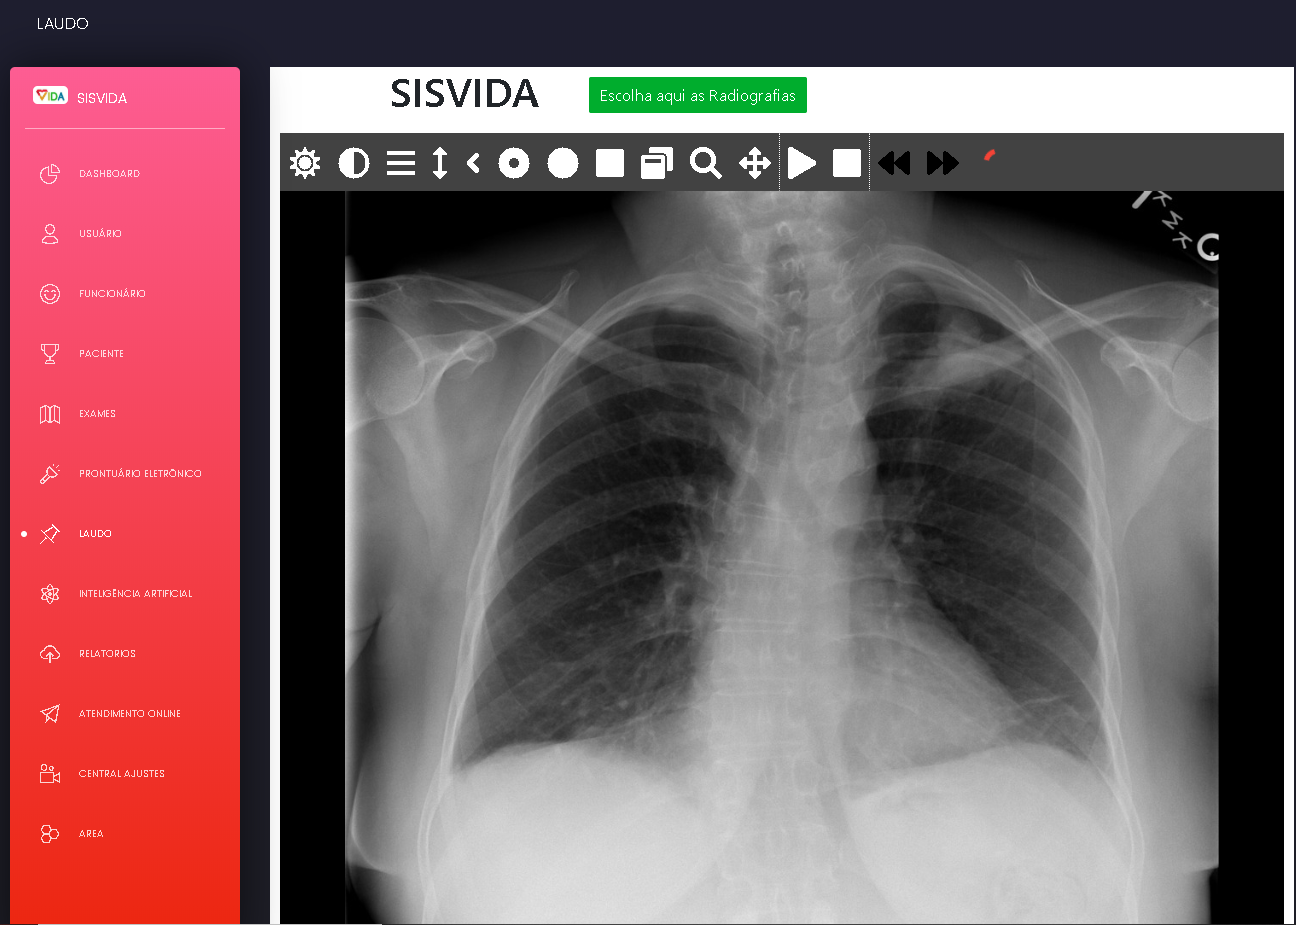 LAUDO
VIDA SISVIDA
DASHBOARD
USUÁRIO
FUNCIONÁRIO
PACIENTE
EXAMES
PRONTUÁRIO ELETRÔNICO
LAUDO
INTELIGÊNCIA ARTIFICIAL
RELATORIOS
ATENDIMENTO ONLINE
CENTRAL AJUSTES
AREA
SISVIDA
Escolha aqui as Radiografias